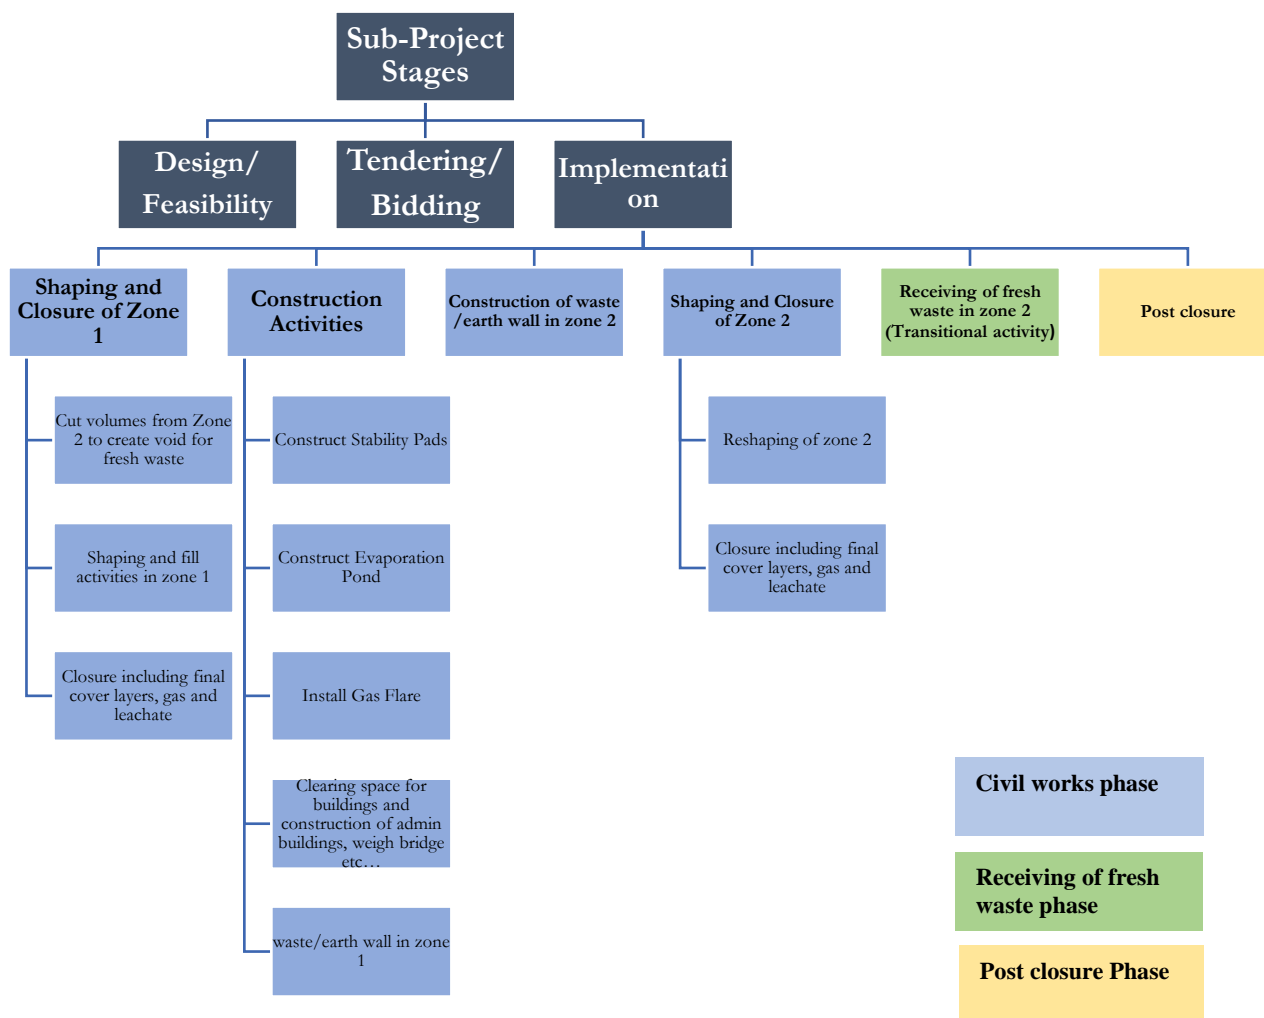 Sub-Project
Stages
Design/
Feasibility
Tendering/
Bidding
Implementati
on
Shaping and
Closure of Zone
1
Construction
Activities
Construction of waste
/earth wall in zone 2
Shaping and Closure
of Zone 2
Receiving of fresh
waste in zone 2
(Transitional activity)
Post closure
Cut volumes from Zone
2 to create void for
fresh waste
Shaping and fill
activities in zone 1
Closure including final
cover layers, gas and
leachate
Construct Stability Pads
Construct Evaporation
Pond
Install Gas Flare
Clearing space for
buildings and
construction of admin
buildings, weigh bridge
etc…
waste/earth wall in zone
1
Reshaping of zone 2
Closure including final
cover layers, gas and
leachate
Civil works phase
Receiving of fresh
waste phase
Post closure Phase